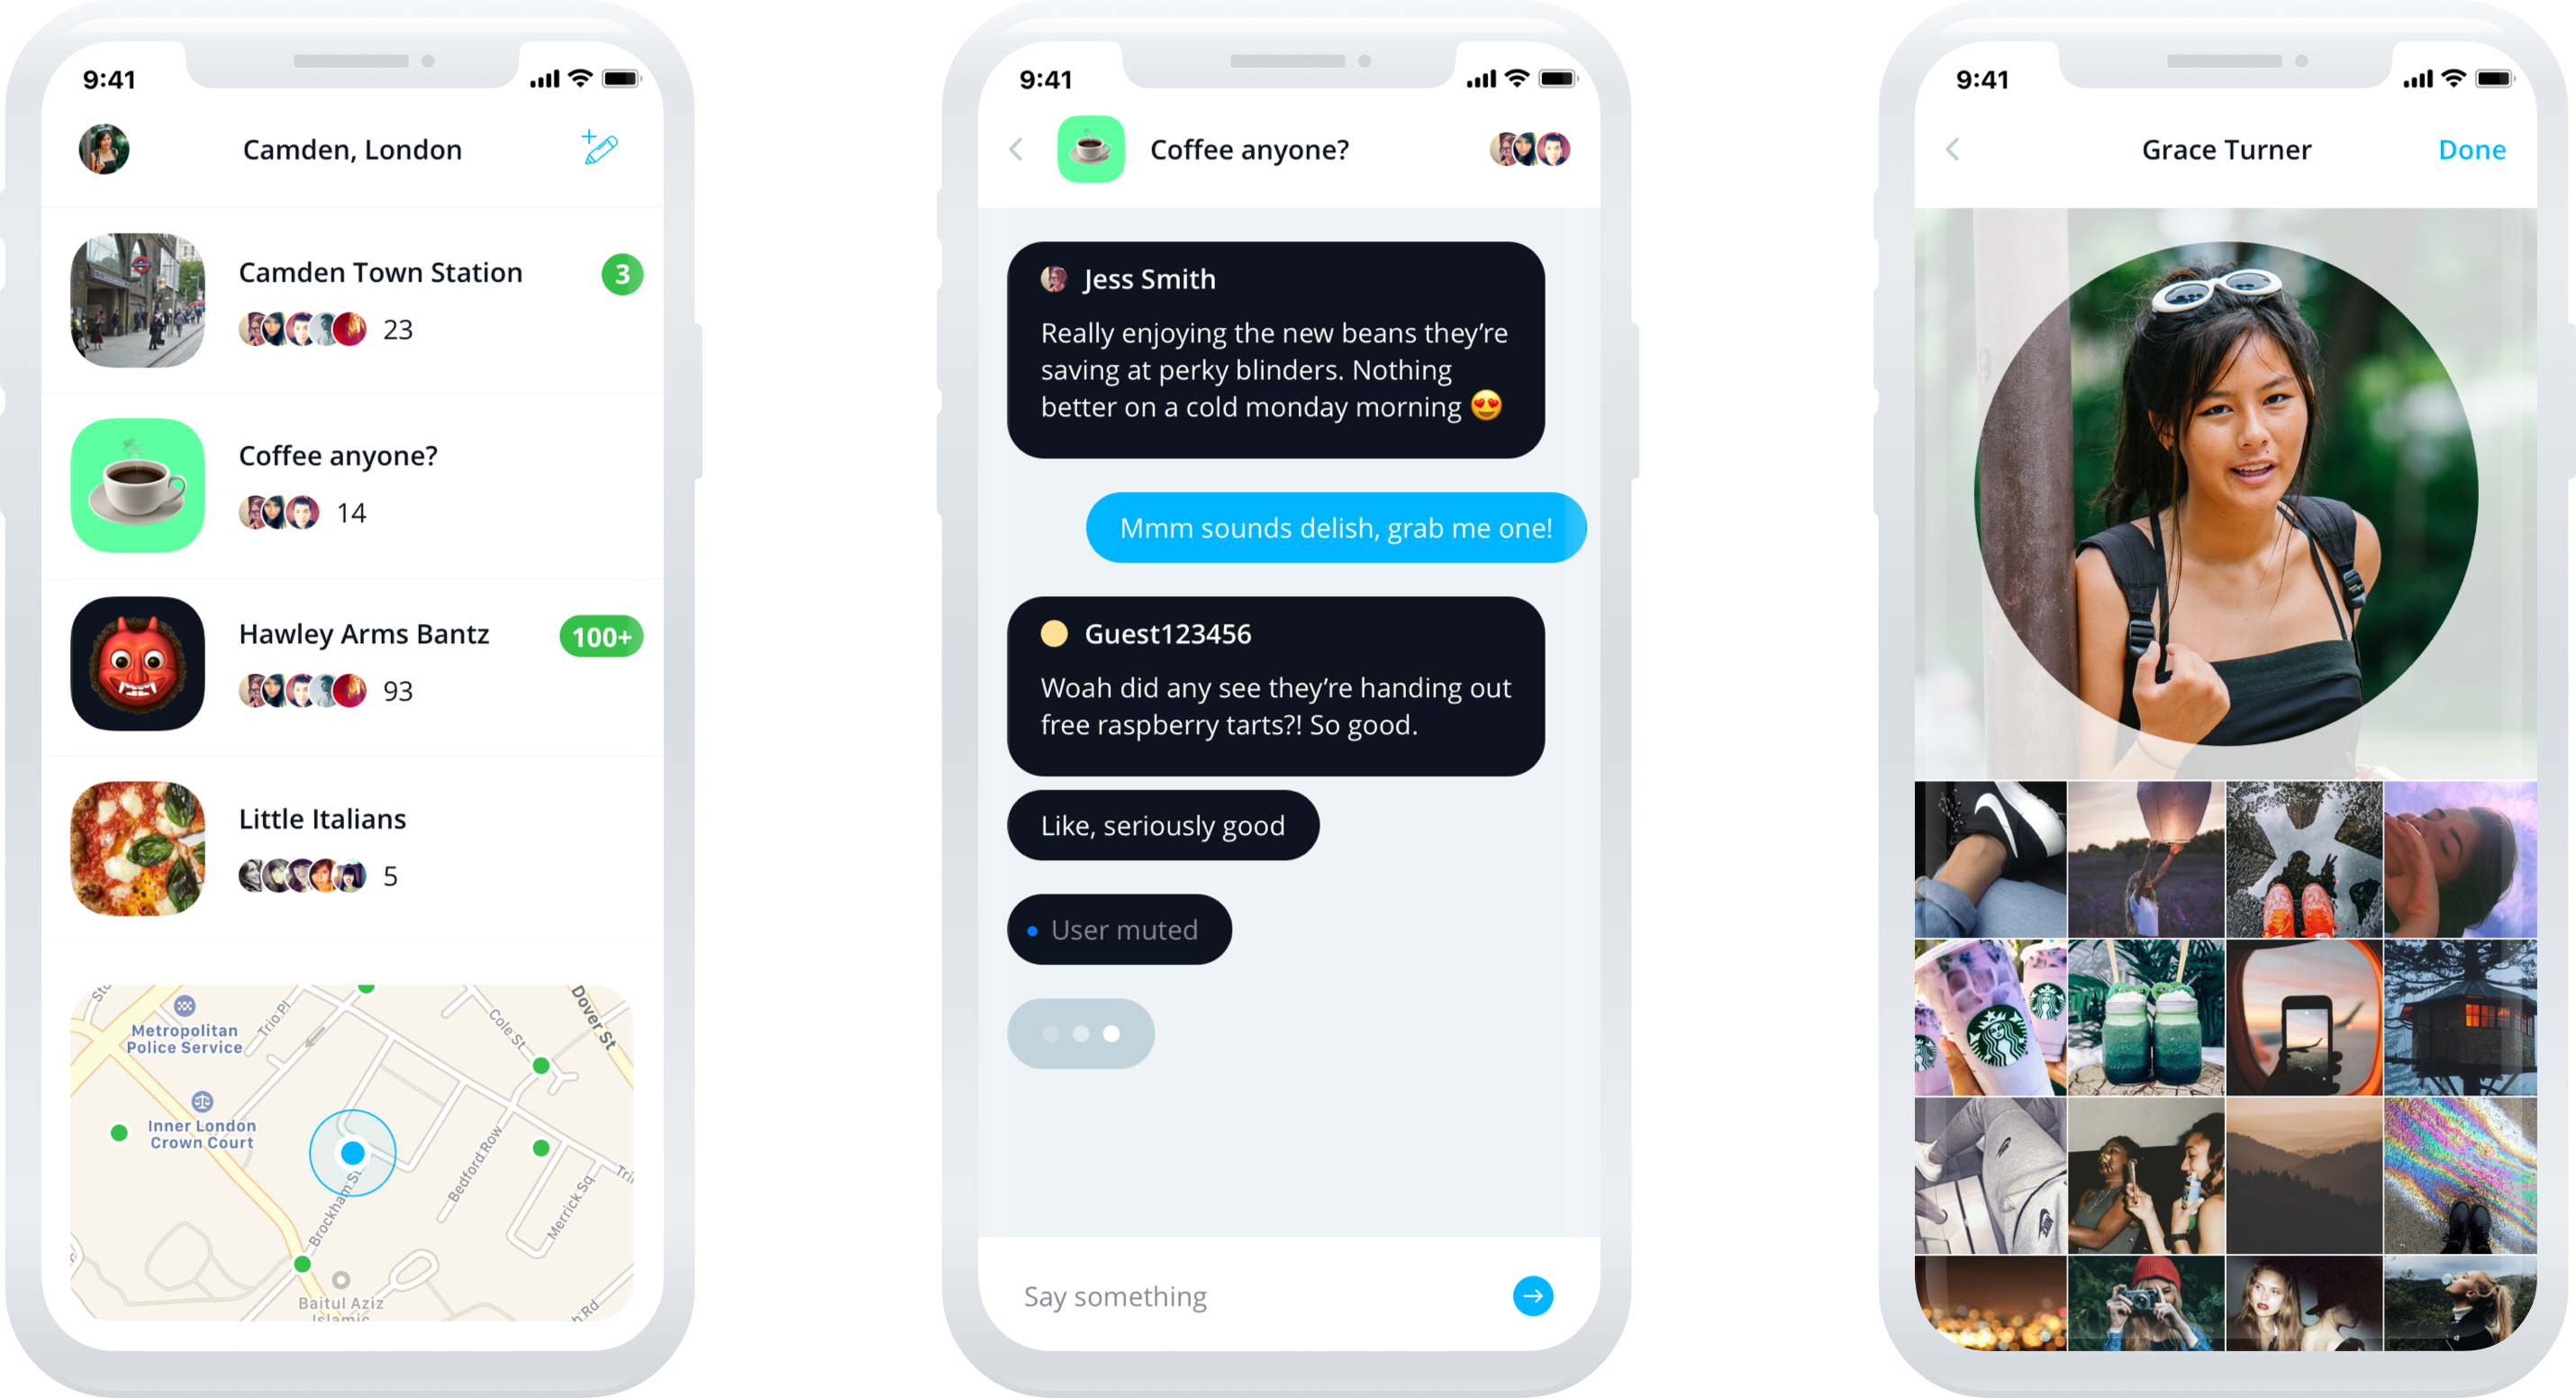 9:41
Camden, London
Camden Town Station
3
23
Coffee anyone?
14
Hawley Arms Bantz
100+
93
Little Italians
5
Metropolitan
Police Service
Trio Pl
Cole St
Dover St
Inner London
Crown Court
Brockham St
Bedford Row
Merrick Sq
Baitul Aziz
Islamic
9:41
Coffee anyone?
Jess Smith
Really enjoying the new beans they’re
saving at perky blinders. Nothing
better on a cold monday morning 😍
Mmm sounds delish, grab me one!
Guest123456
Woah did any see they’re handing out
free raspberry tarts?! So good.
Like, seriously good
User muted
Say something
9:41
Grace Turner
Done